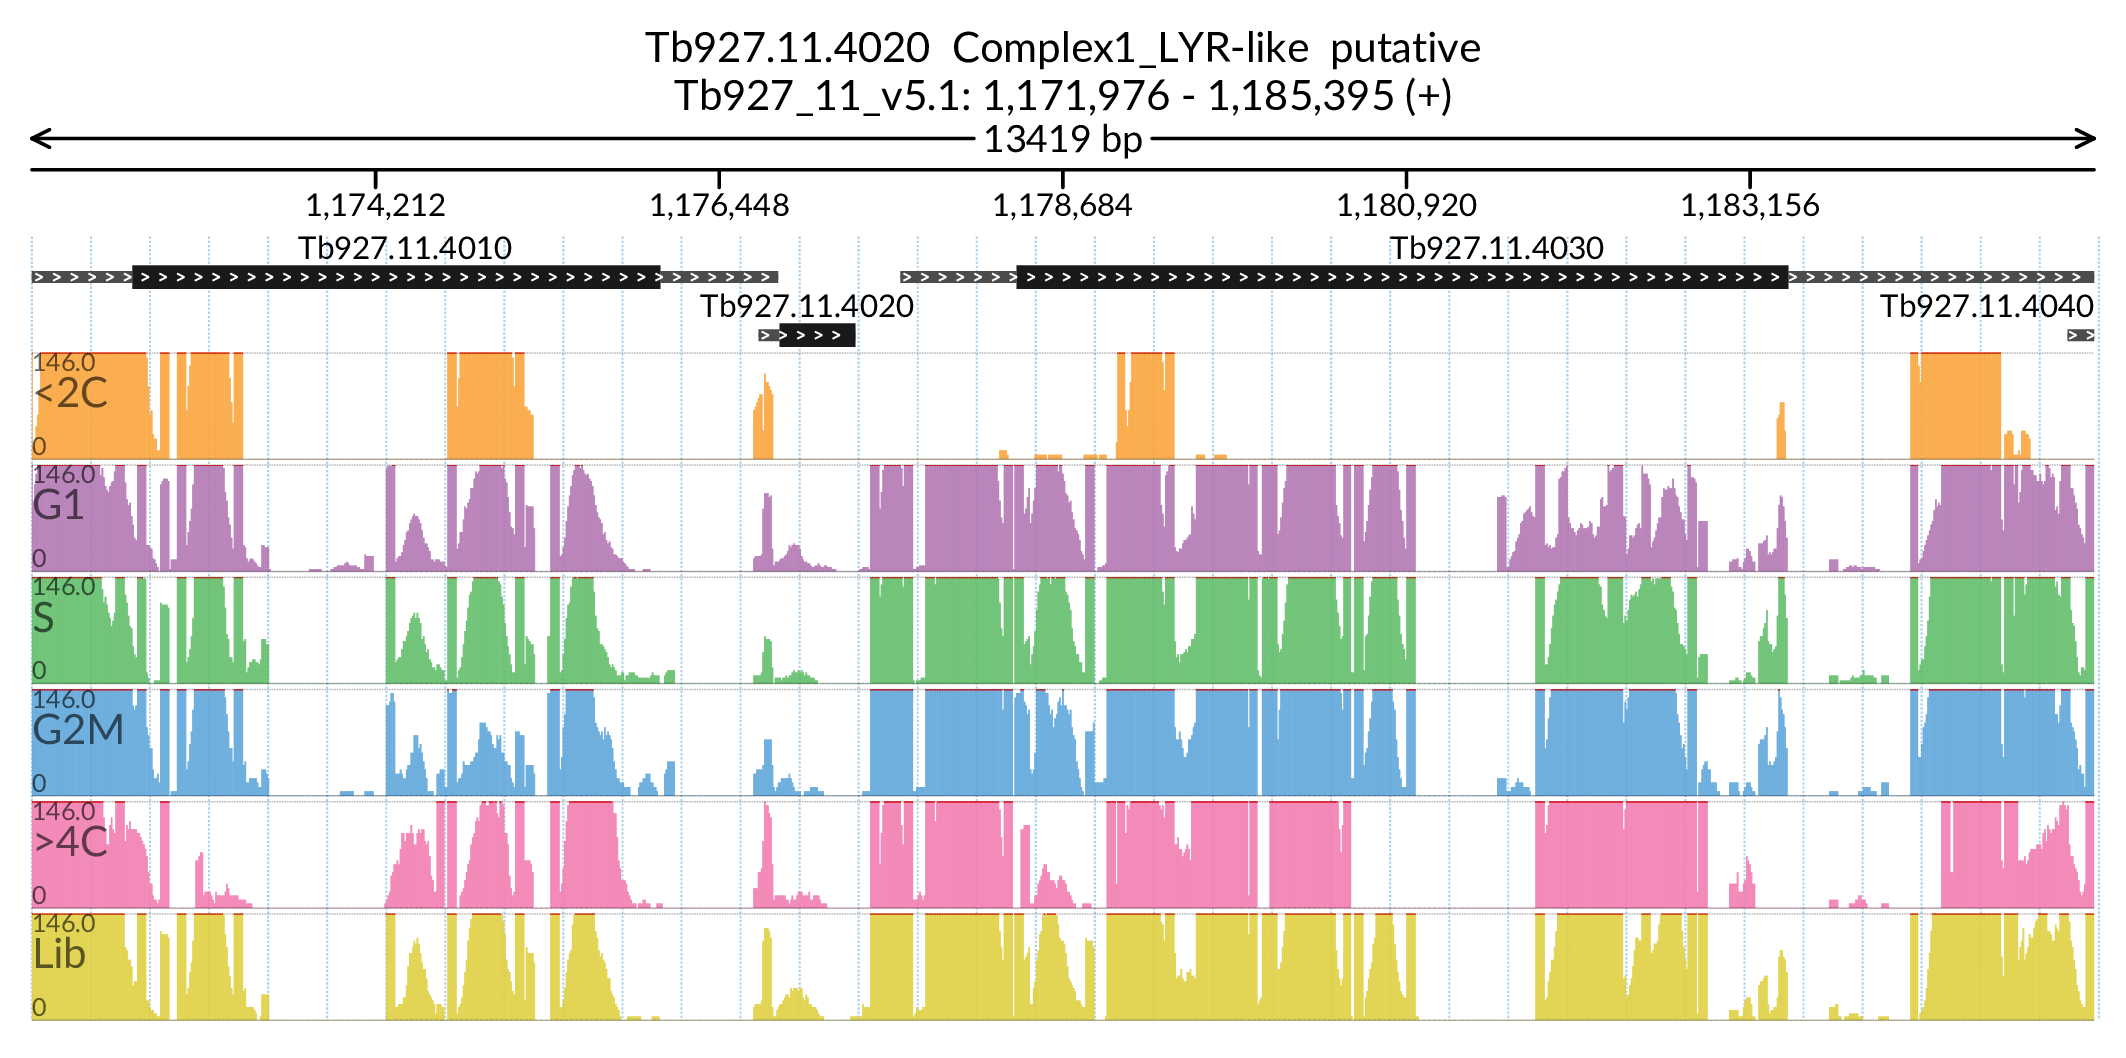 Tb927.11.4020 Complex1_LYR-like putative
Tb927_11_v5.1: 1,171,976 - 1,185,395 (+)
13419 bp
1,174,212 1,176,448 1,178,684 1,180,920 1,183,156
Tb927.11.4010 Tb927.11.4030
Tb927.11.4020 Tb927.11.4040
146.0
<2C
0
146.0
G1
0
146.0
S
0
146.0
G2M
0
146.0
>4C
0
146.0
Lib
0